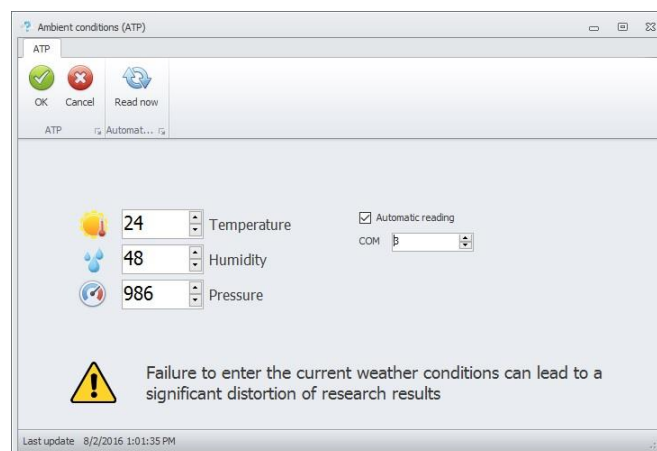 Ambient conditions (ATP)
ATP
OK Cancel Read now
ATP Automat...
24 Temperature
Automatic reading
COM 3
48 Humidity
986 Pressure
Failure to enter the current weather conditions can lead to a
significant distortion of research results
Last update 8/2/2016 1:01:35 PM